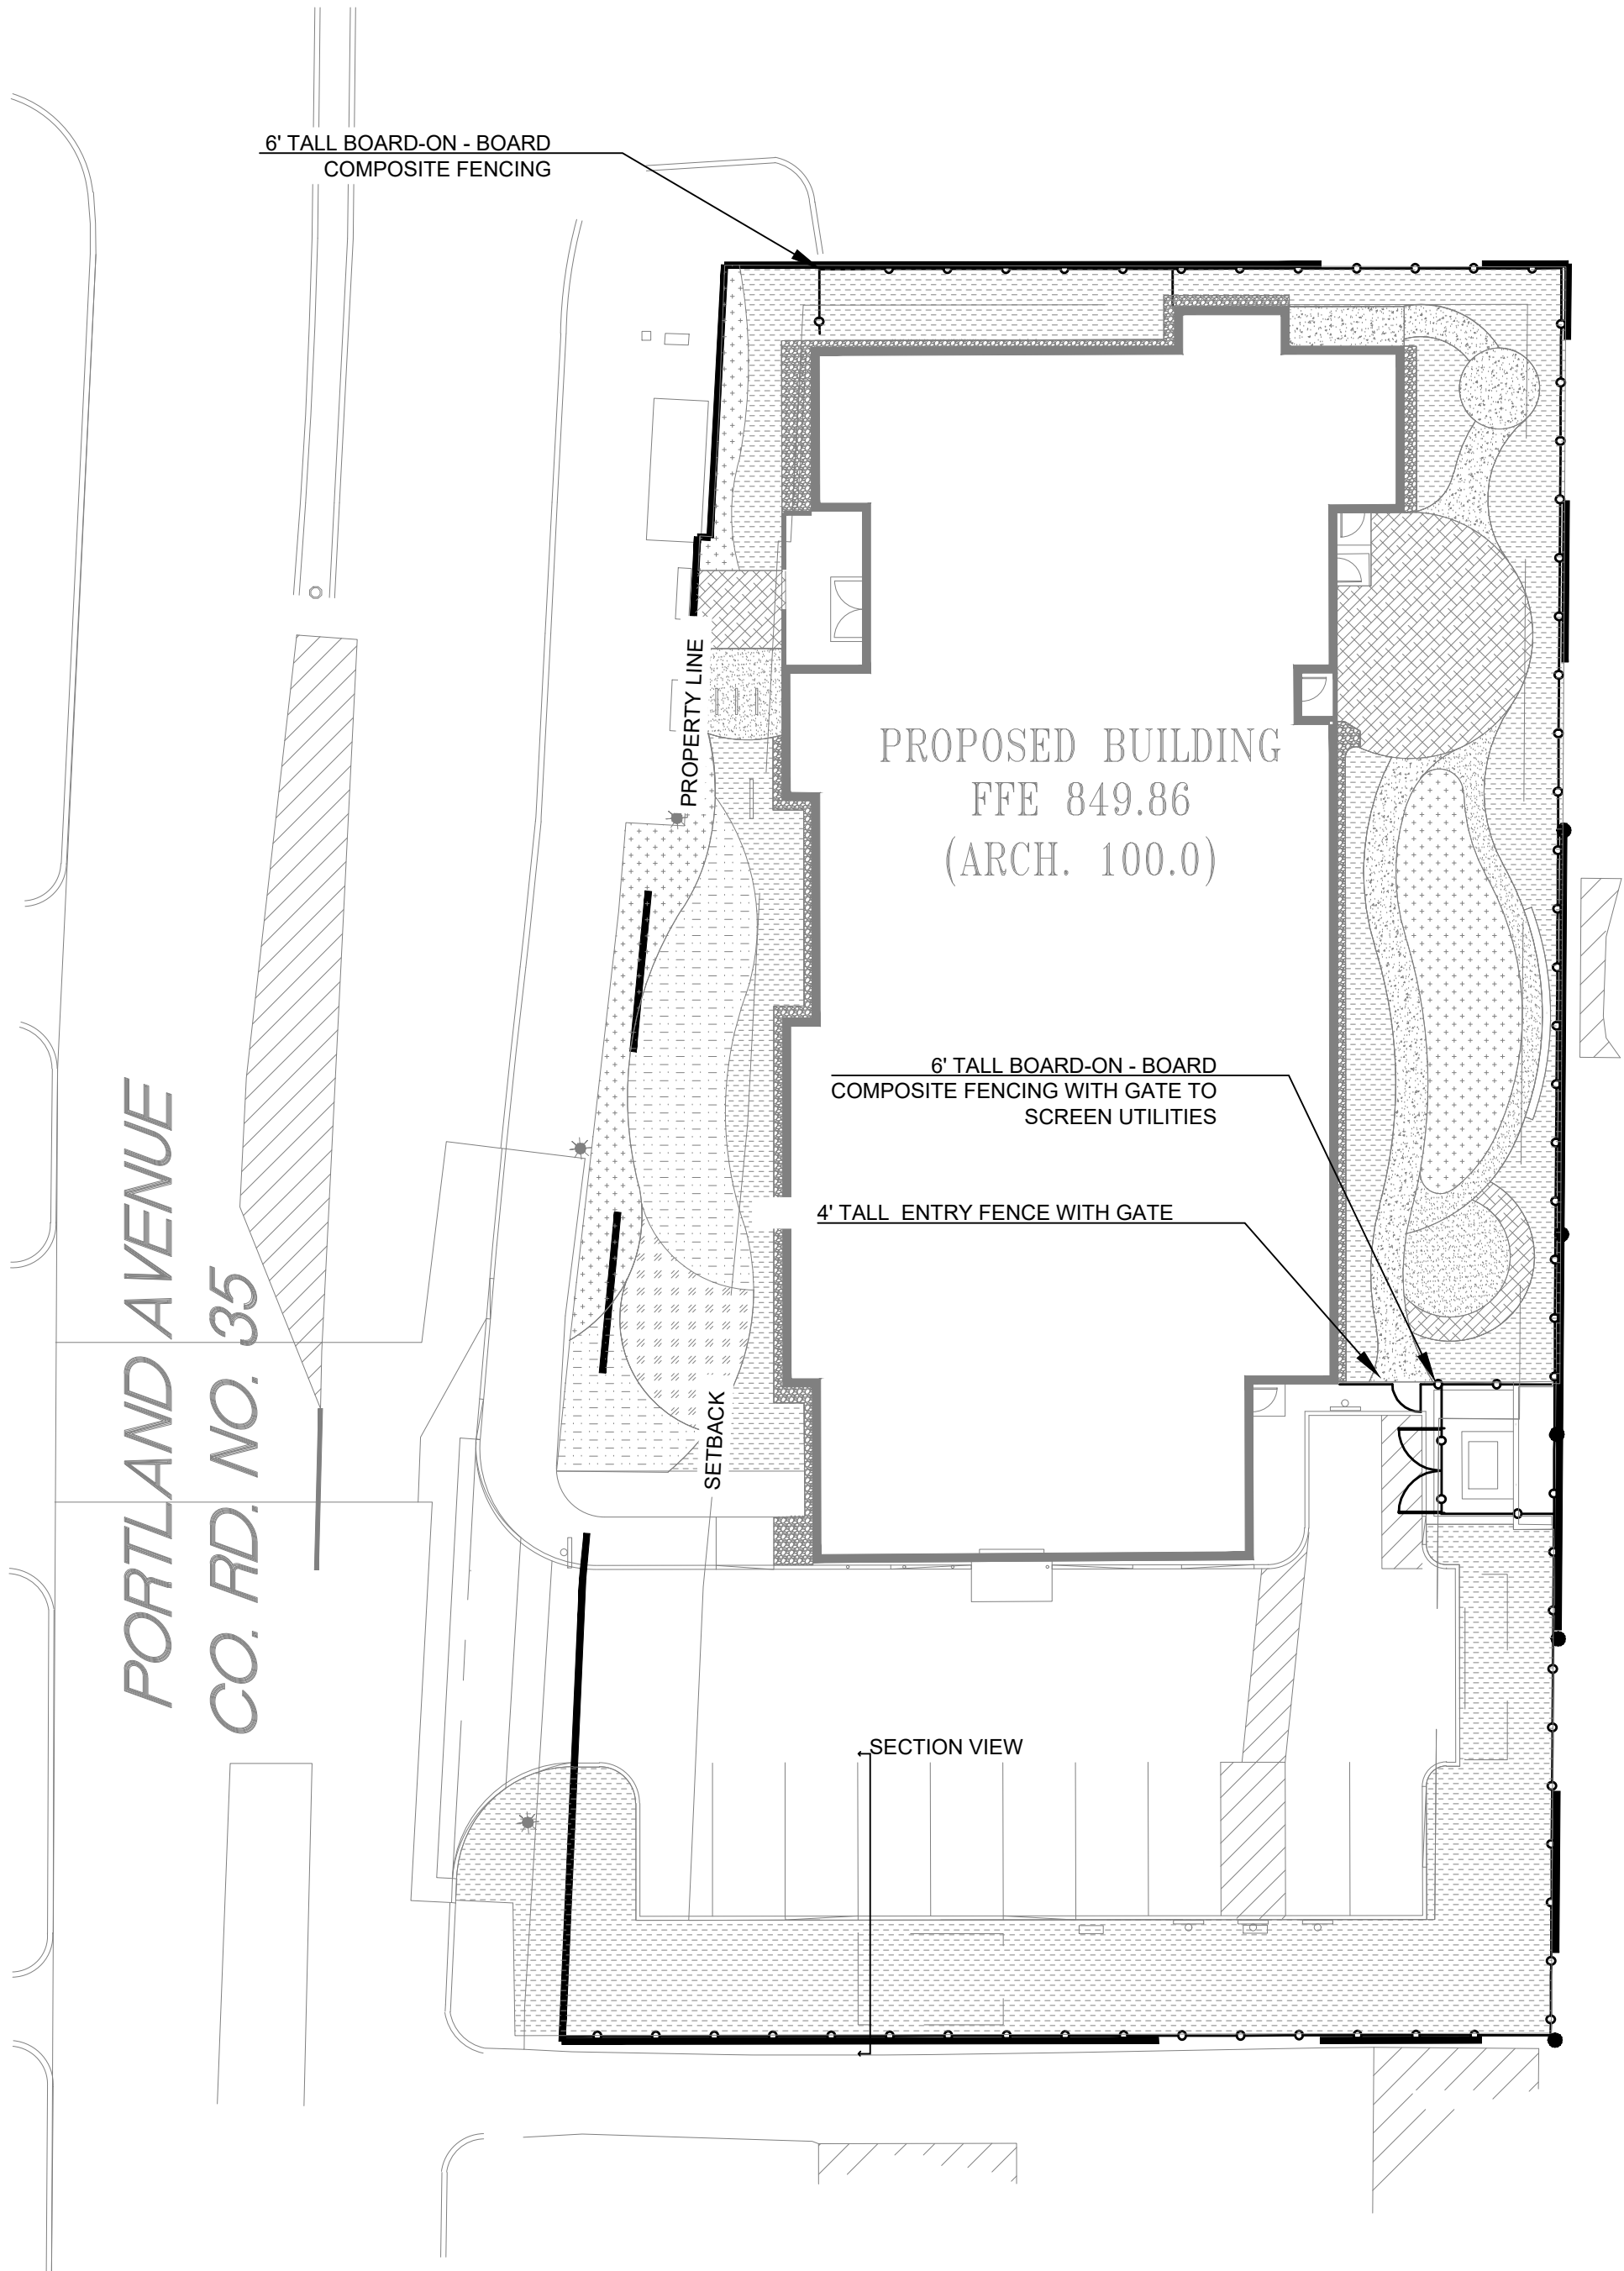 6' TALL BOARD-ON - BOARD
COMPOSITE FENCING
PROPERTY LINE
PROPOSED BUILDING
FFE 849.86
(ARCH. 100.0)
6' TALL BOARD-ON - BOARD
COMPOSITE FENCING WITH GATE TO
SCREEN UTILITIES
4' TALL ENTRY FENCE WITH GATE
PORTLAND AVENUE
CO. RD. NO. 35
SETBACK
SECTION VIEW